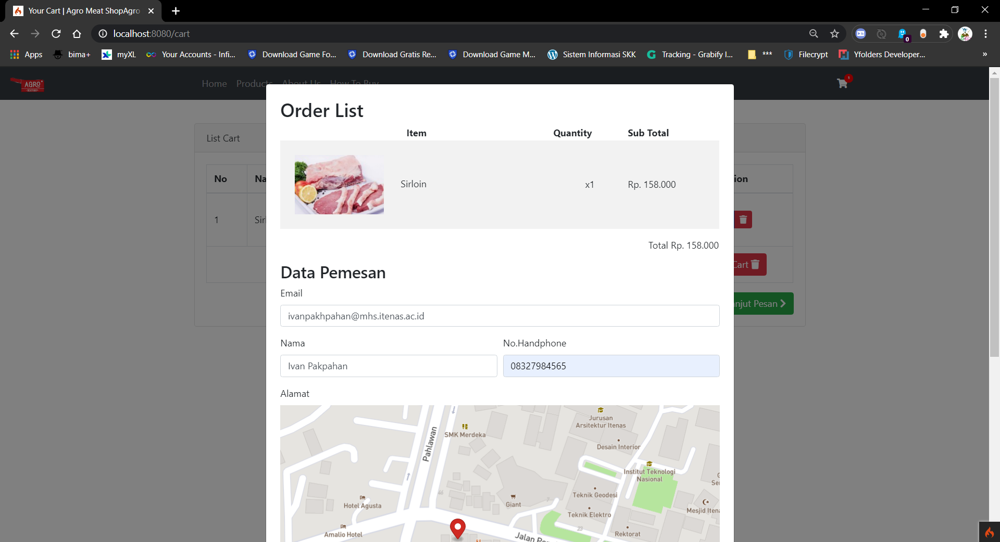 Your Cart | Agro Meat ShopAgro
localhost:8080/cart
0
Apps
bima+
myXL
Your Accounts - Infi...
Download Game Fo...
Download Gratis Re...
Download Game M...
Sistem Informasi SKK
Tracking - Grabify I...
***
Filecrypt
Yfolders Developer...
»
AGRO
Home Products About Us How To Buy
1
List Cart
No
Na
ion
1
Sirl
Cart
njut Pesan
Order List
Item Quantity Sub Total
Sirloin x1 Rp. 158.000
Total Rp. 158.000
Data Pemesan
Email
ivanpakhpahan@mhs.itenas.ac.id
Nama No.Handphone
Ivan Pakpahan 08327984565
Alamat
Jurusan
Arsitektur Itenas
SMK Merdeka
Pahlawan
Desain Interior
Institut Teknologi
Nasional
46
Teknik Geodesi
Hotel Agusta
Giant
7
Mesjid Itena
Teknik Elektro
23
Amalio Hotel
Rektorat
Jalan